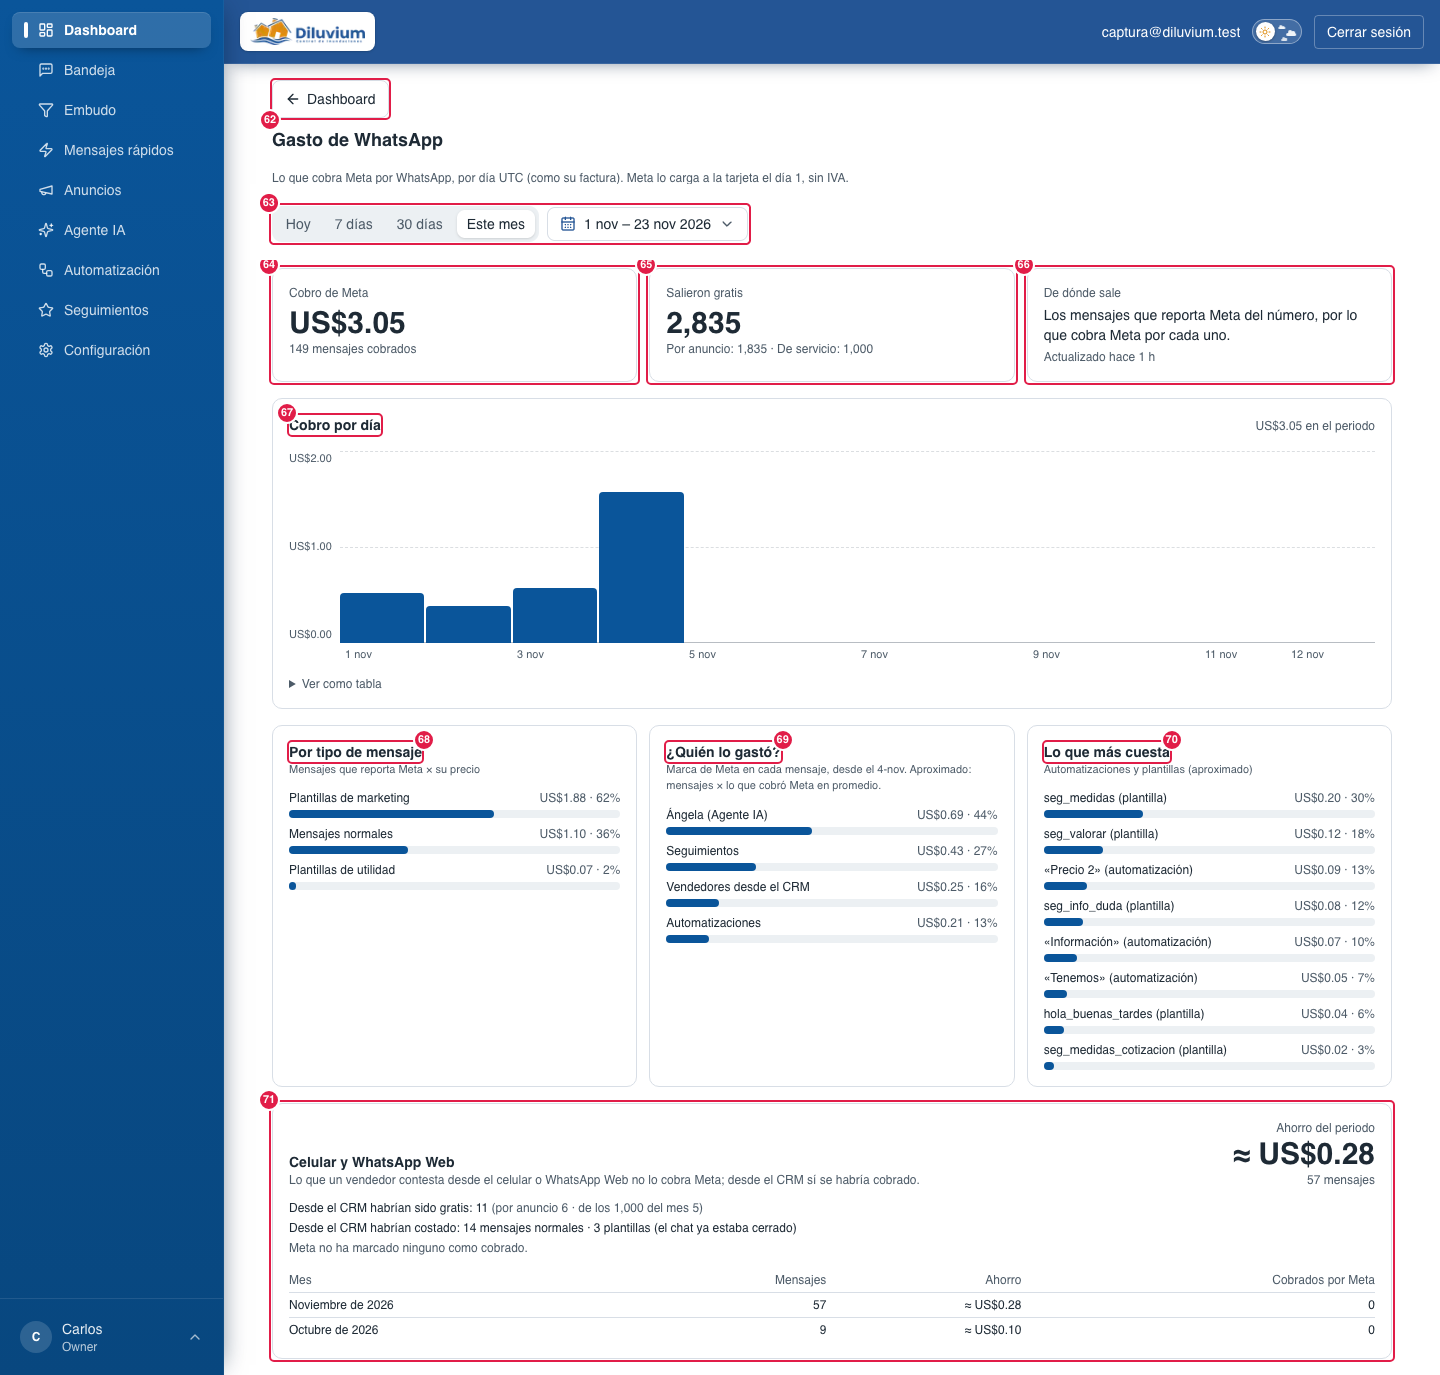 Dashboard
Bandeja
Embudo
Mensajes rápidos
Anuncios
Agente IA
Automatización
Seguimientos
Configuración
C
Carlos
Owner
Diluvium
captura@diluvium.test
Cerrar sesión
Dashboard
62
Gasto de WhatsApp
Lo que cobra Meta por WhatsApp, por día UTC (como su factura). Meta lo carga a la tarjeta el día 1, sin IVA.
63
Hoy
7 días
30 días
Este mes
1 nov – 23 nov 2026
64
Cobro de Meta
US$3.05
149 mensajes cobrados
65
Salieron gratis
2,835
Por anuncio: 1,835 · De servicio: 1,000
66
De dónde sale
Los mensajes que reporta Meta del número, por lo
que cobra Meta por cada uno.
Actualizado hace 1 h
67
Cobro por día
US$3.05 en el periodo
US$2.00
US$1.00
US$0.00
1 nov
3 nov
5 nov
7 nov
9 nov
11 nov
12 nov
Ver como tabla
68
Por tipo de mensaje
Mensajes que reporta Meta × su precio
Plantillas de marketing US$1.88 · 62%
Mensajes normales US$1.10 · 36%
Plantillas de utilidad US$0.07 · 2%
69
¿Quién lo gastó?
Marca de Meta en cada mensaje, desde el 4-nov. Aproximado:
mensajes × lo que cobró Meta en promedio.
Ángela (Agente IA) US$0.69 · 44%
Seguimientos US$0.43 · 27%
Vendedores desde el CRM US$0.25 · 16%
Automatizaciones US$0.21 · 13%
70
Lo que más cuesta
Automatizaciones y plantillas (aproximado)
seg_medidas (plantilla) US$0.20 · 30%
seg_valorar (plantilla) US$0.12 · 18%
«Precio 2» (automatización) US$0.09 · 13%
seg_info_duda (plantilla) US$0.08 · 12%
«Información» (automatización) US$0.07 · 10%
«Tenemos» (automatización) US$0.05 · 7%
hola_buenas_tardes (plantilla) US$0.04 · 6%
seg_medidas_cotizacion (plantilla) US$0.02 · 3%
71
Ahorro del periodo
≈ US$0.28
57 mensajes
Celular y WhatsApp Web
Lo que un vendedor contesta desde el celular o WhatsApp Web no lo cobra Meta; desde el CRM sí se habría cobrado.
Desde el CRM habrían sido gratis: 11 (por anuncio 6 · de los 1,000 del mes 5)
Desde el CRM habrían costado: 14 mensajes normales · 3 plantillas (el chat ya estaba cerrado)
Meta no ha marcado ninguno como cobrado.
Mes Mensajes Ahorro Cobrados por Meta
Noviembre de 2026 57 ≈ US$0.28 0
Octubre de 2026 9 ≈ US$0.10 0